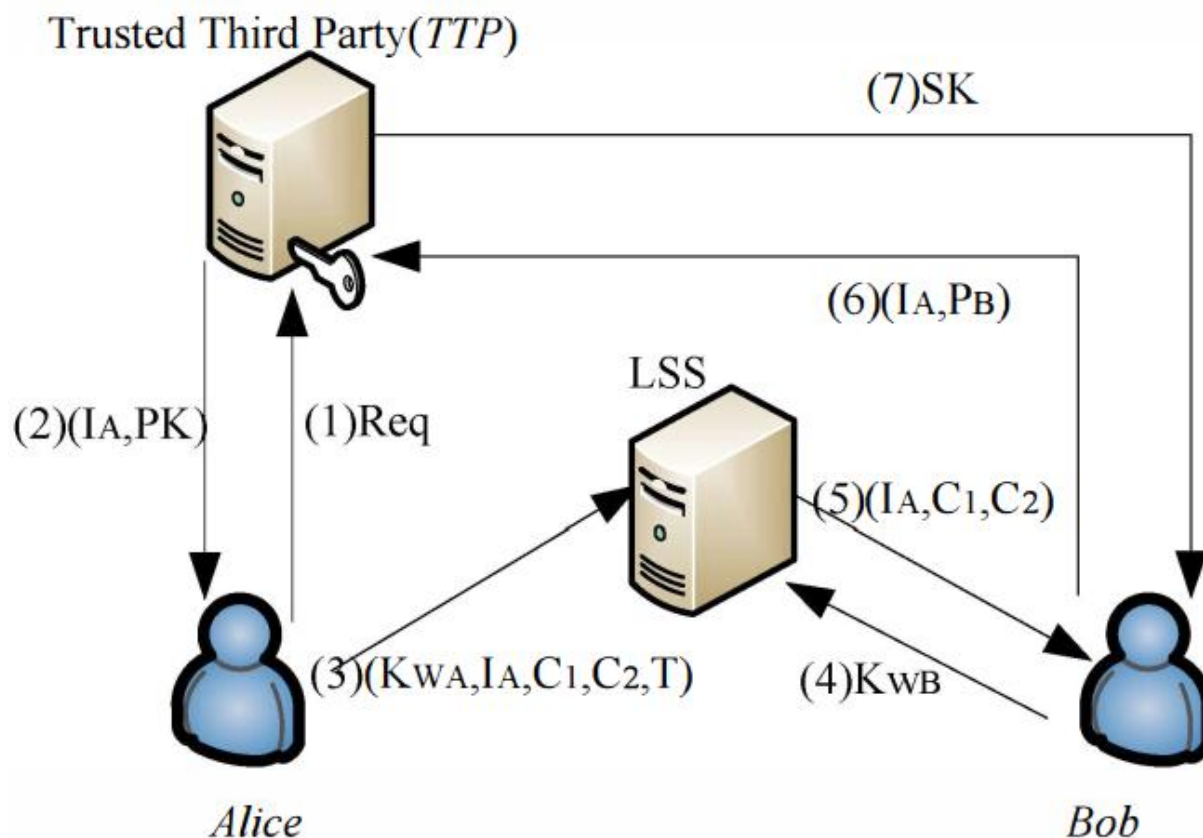 Trusted Third Party(TTP)
(7)SK
(6)(IA,PB)
LSS
(2)(IA,PK)
(1)Req
(5)(IA,C1,C2)
(3)(KWA,IA,C1,C2,T)
(4)KWB
Alice
Bob